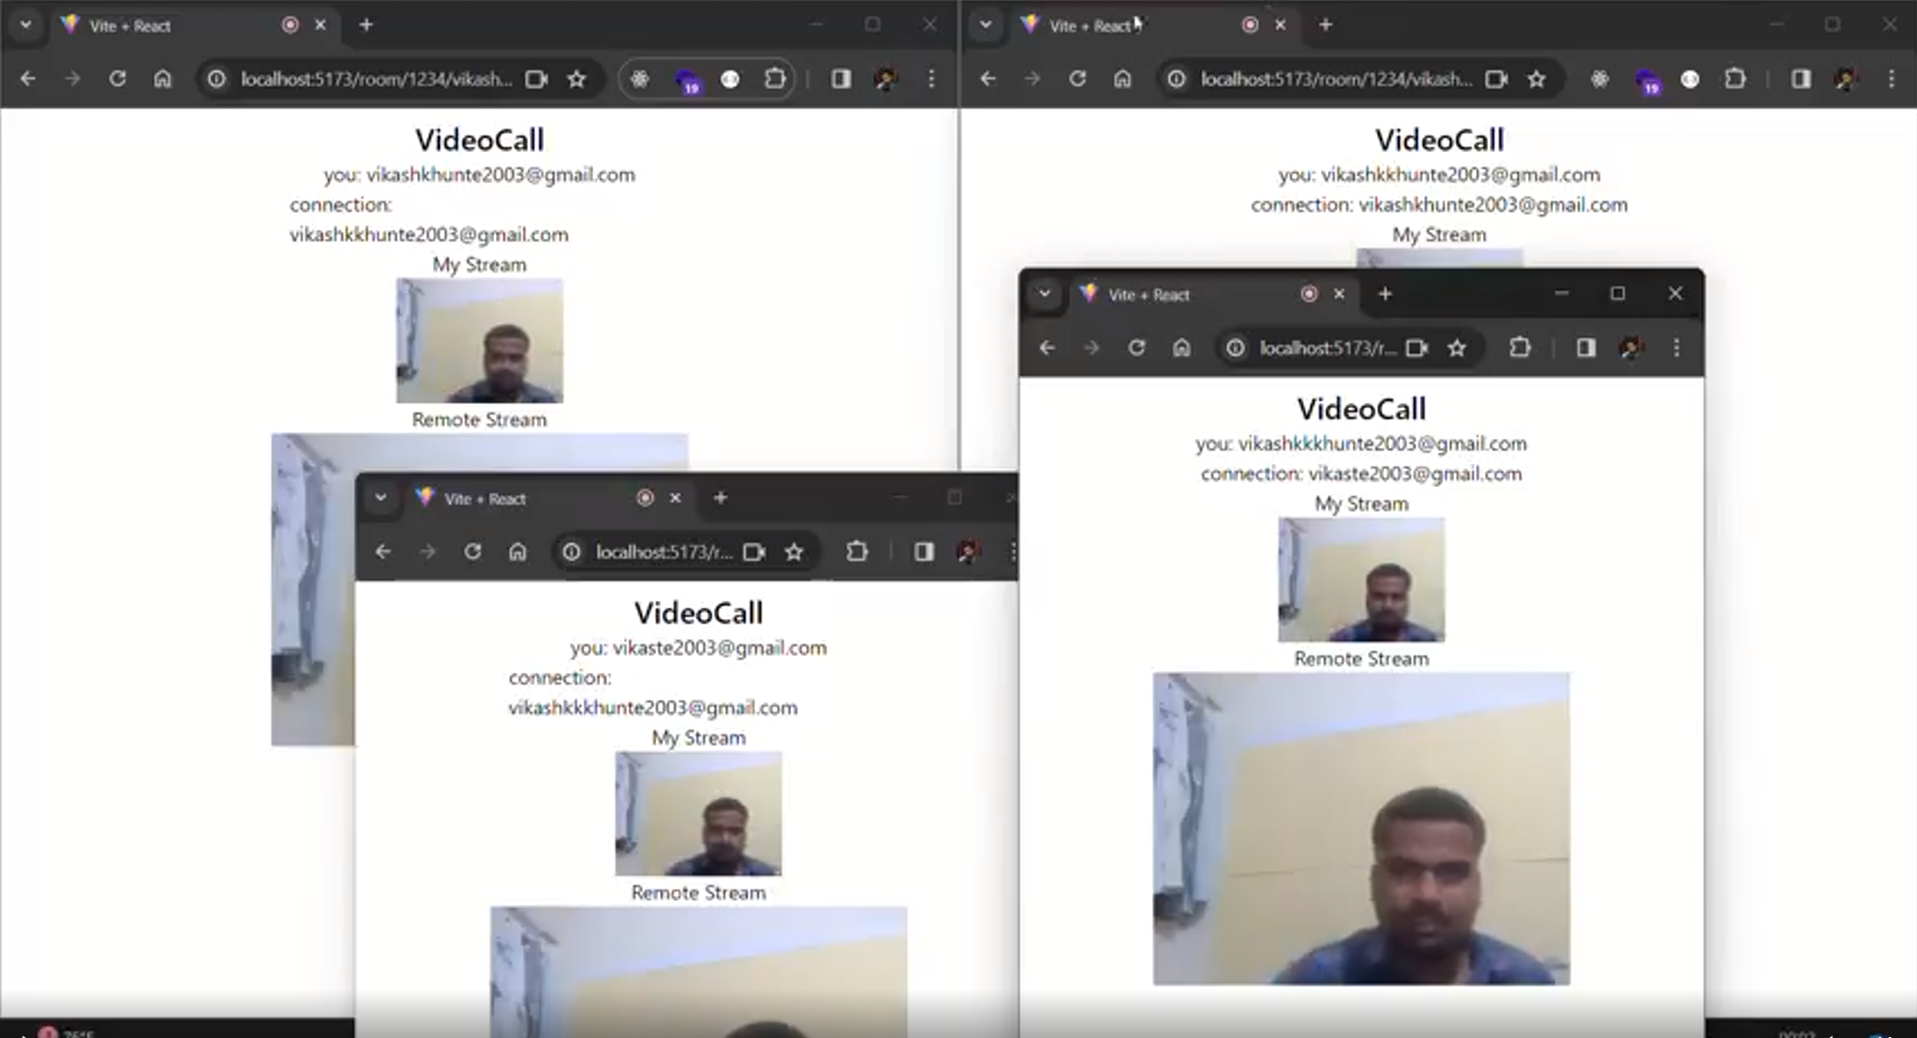 Vite + React
localhost:5173/room/1234/vikash...
19
VideoCall
you: vikashkhunte2003@gmail.com
connection:
vikashkkhunte2003@gmail.com
My Stream
Remote Stream
Vite + React
localhost:5173/room/1234/vikash...
19
VideoCall
you: vikashkkhunte2003@gmail.com
connection: vikashkhunte2003@gmail.com
My Stream
Vite + React
localhost:5173/r...
VideoCall
you: vikaste2003@gmail.com
connection:
vikashkkkhunte2003@gmail.com
My Stream
Remote Stream
Vite + React
localhost:5173/r...
VideoCall
you: vikashkkkhunte2003@gmail.com
connection: vikaste2003@gmail.com
My Stream
Remote Stream